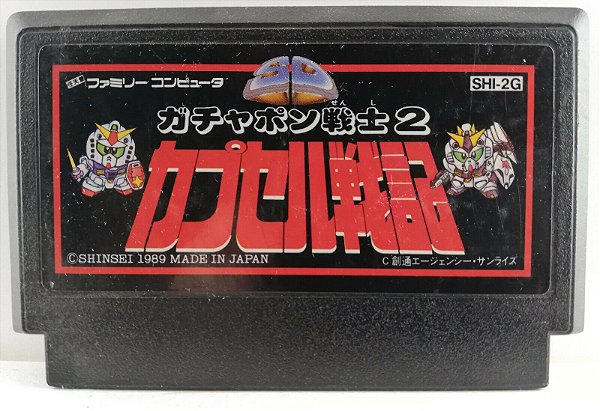 ファミリーコンピュータ
SHI-2G
SD
ガチャポン戦士2
せんし
カプセル戦記
©SHINSEI 1989 MADE IN JAPAN
C 創通エージェンシー・サンライズ